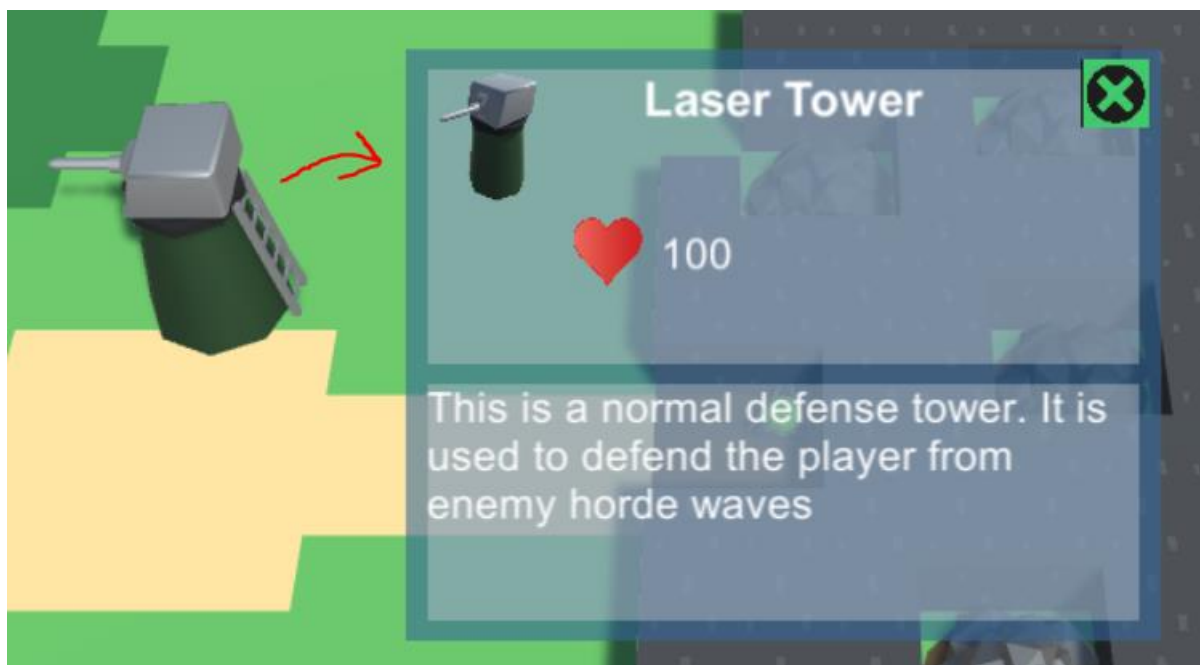 Laser Tower
100
This is a normal defense tower. It is
used to defend the player from
enemy horde waves